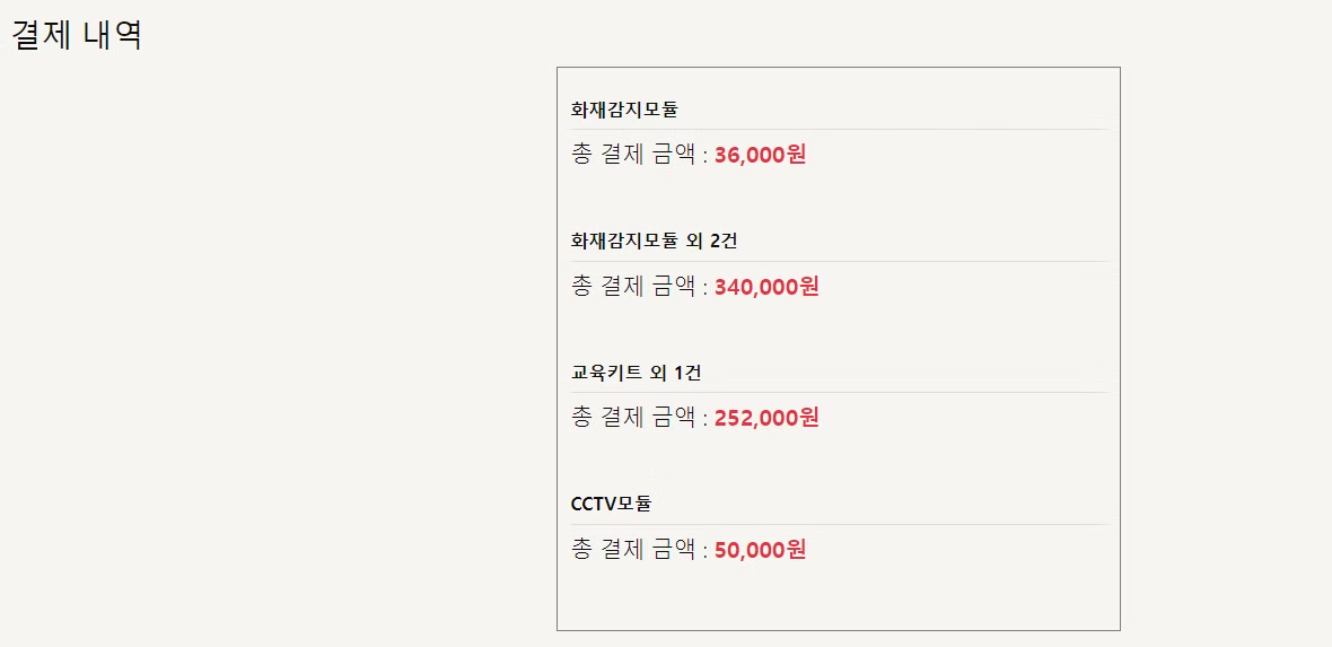 결제 내역
화재감지모듈
총 결제 금액 : 36,000원
화재감지모듈 외 2건
총 결제 금액 : 340,000원
교육키트 외 1건
총 결제 금액 : 252,000원
CCTV모듈
총 결제 금액 : 50,000원